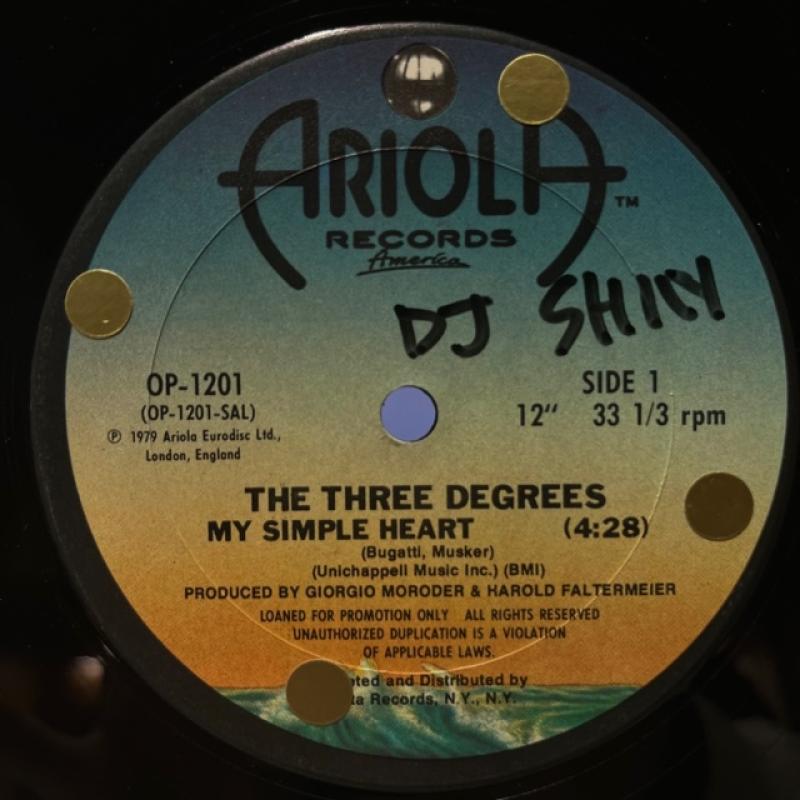 ARIOLA TM
RECORDS
America
DJ
OP-1201
(OP-1201-SAL)
℗ 1979 Ariola Eurodisc Ltd.,
London, England
SIDE 1
12“ 33 1/3 rpm
THE THREE DEGREES
MY SIMPLE HEART (4:28)
(Bugatti, Musker)
(Unichappell Music Inc.) (BMI)
PRODUCED BY GIORGIO MORODER & HAROLD FALTERMEIER
LOANED FOR PROMOTION ONLY ALL RIGHTS RESERVED
UNAUTHORIZED DUPLICATION IS A VIOLATION
OF APPLICABLE LAWS.
and Distributed by
Records, N.Y., N.Y.